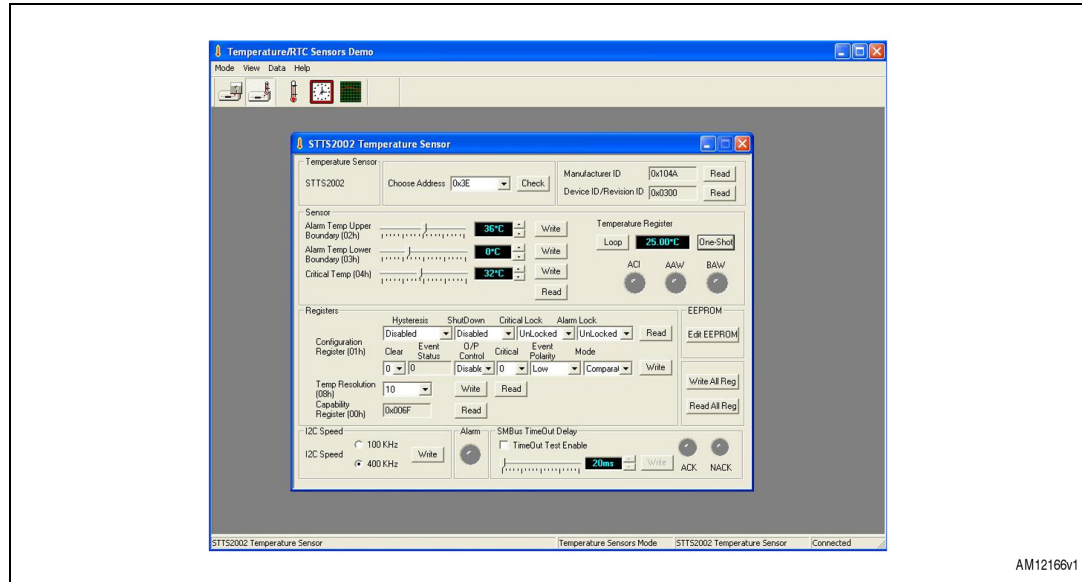 Temperature/RTC Sensors Demo
Mode View Data Help
STTS2002 Temperature Sensor
Temperature Sensor
STTS2002
Choose Address 0x3E Check
Manufacturer ID 0x104A Read
Device ID/Revision ID 0x0300 Read
Sensor
Alarm Temp Upper
Boundary (02h)
36°C Write
Alarm Temp Lower
Boundary (03h)
0°C Write
Critical Temp (04h) 32°C Write
Read
Temperature Register
Loop 25.00°C One-Shot
ACI AAW BAW
Registers
Hysteresis ShutDown Critical Lock Alarm Lock
Disabled Disabled UnLocked UnLocked Read
Configuration
Register (01h)
Clear Event Status O/P Control Critical Event Polarity Mode
0 0 Disable 0 Low Comparat Write
Temp Resolution
(08h)
10 Write Read
Capability
Register (00h)
0x006F Read
EEPROM
Edit EEPROM
Write All Reg
Read All Reg
I2C Speed
I2C Speed
100 KHz
400 KHz
Write
Alarm
SMBus TimeOut Delay
TimeOut Test Enable
20ms Write
ACK NACK
STTS2002 Temperature Sensor Temperature Sensors Mode STTS2002 Temperature Sensor Connected
AM12166v1